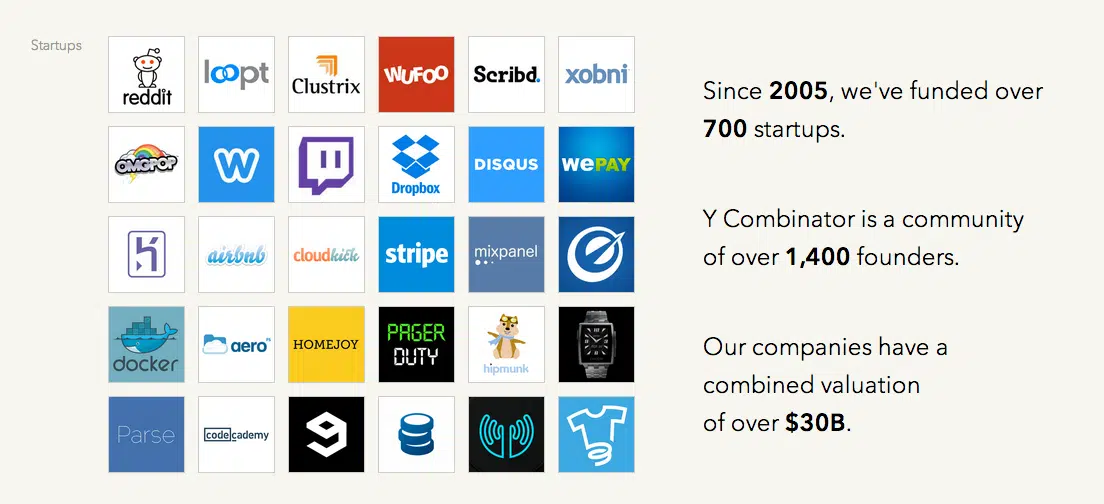 Startups
reddit
loopt
Clustrix
WUFOO
Scribd.
xobni
OMGPOP
W
Dropbox
DISQUS
wePAY
airbnb
cloudkick
stripe
mixpanel
docker
aeroFS
HOMEJOY
PAGER
DUTY
hipmunk
Parse
codecademy
Since 2005, we've funded over
700 startups.
Y Combinator is a community
of over 1,400 founders.
Our companies have a
combined valuation
of over $30B.